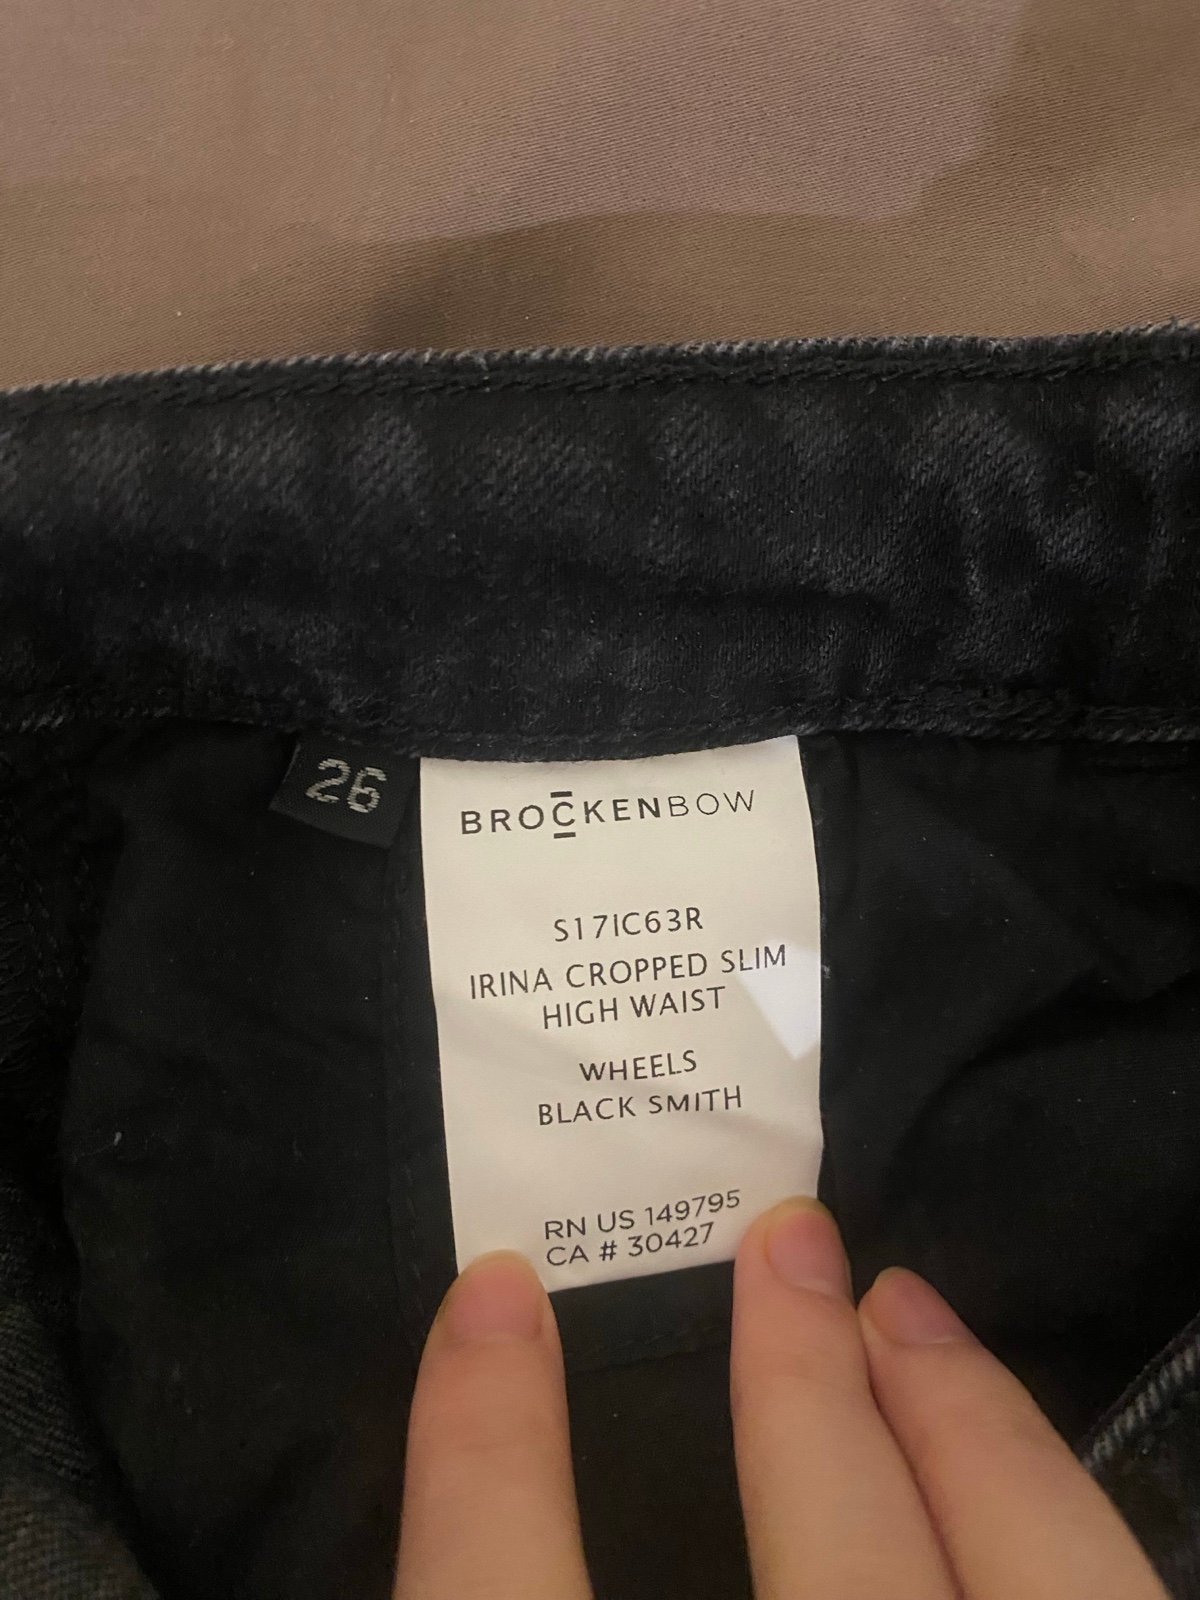 26
BROCKENBOW
S17IC63R
IRINA CROPPED SLIM
HIGH WAIST
WHEELS
BLACK SMITH
RN US 149795
CA # 30427